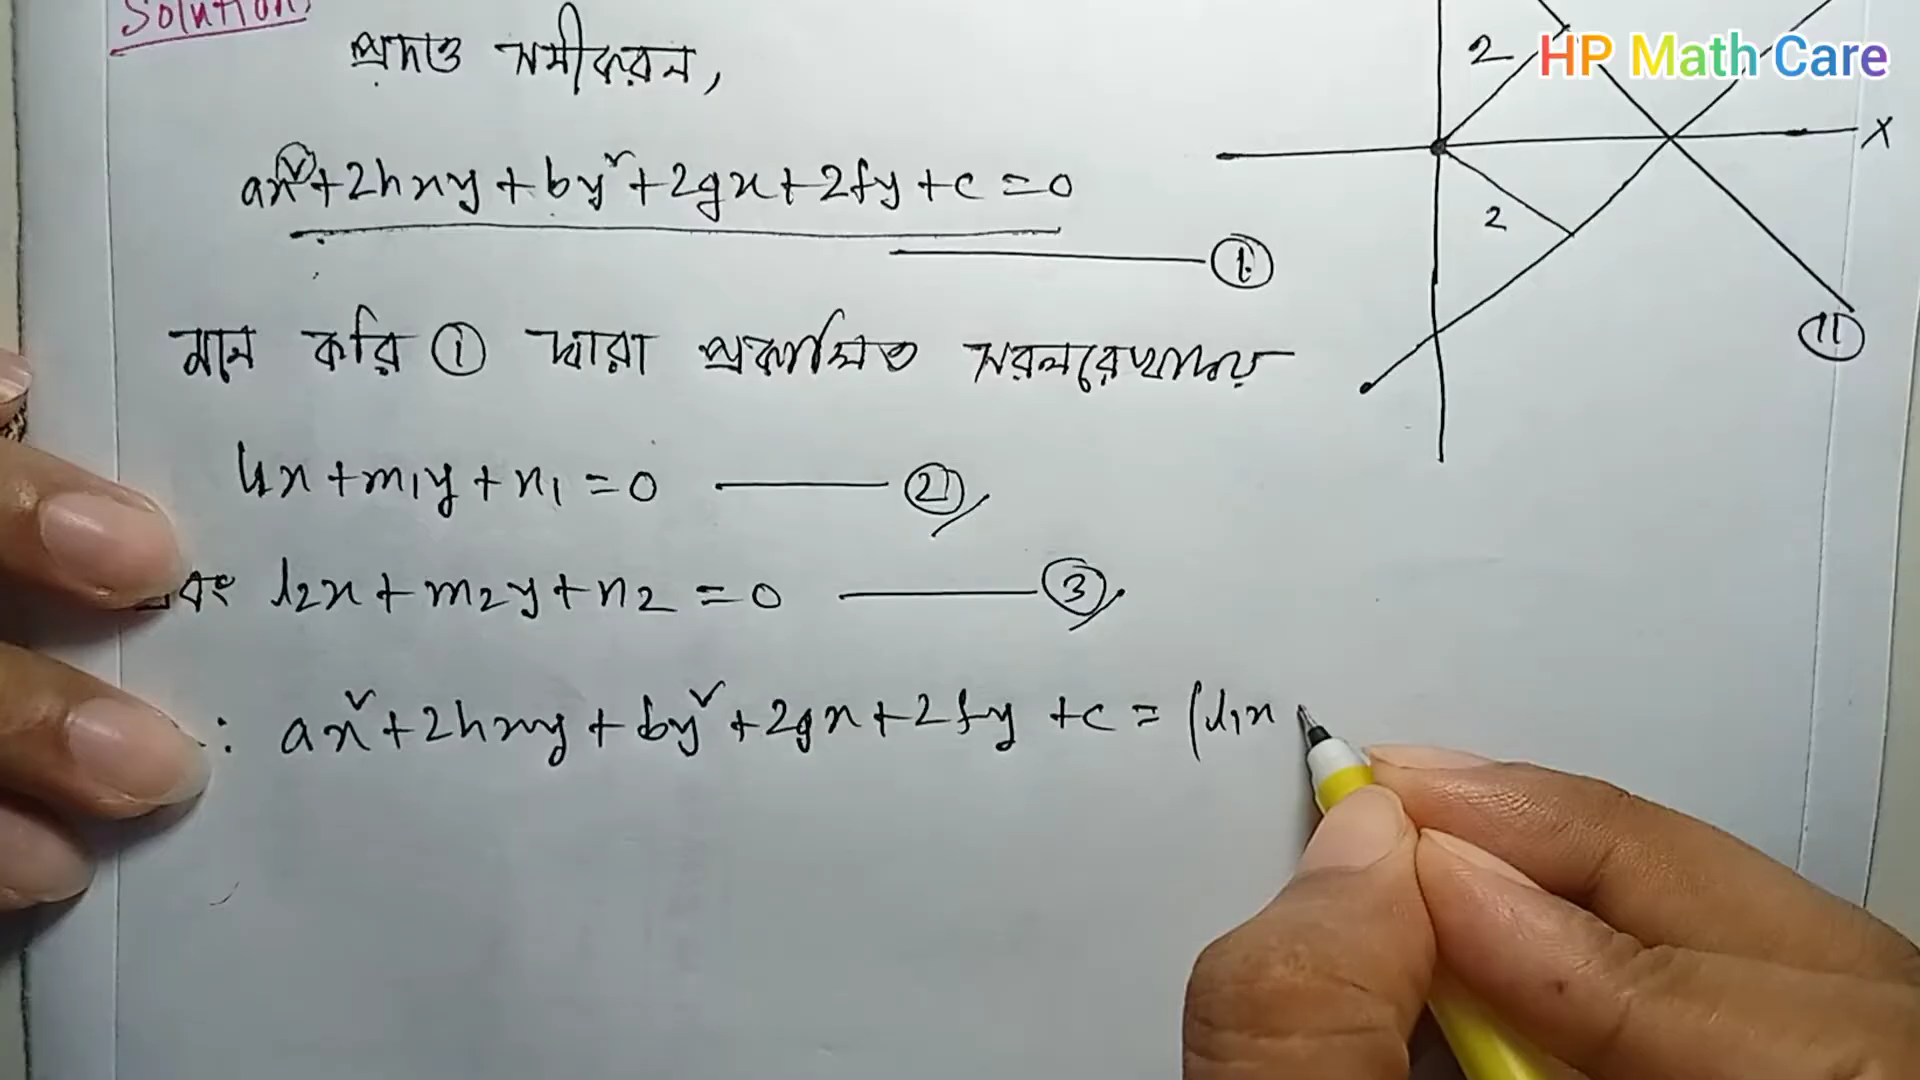 Solution:
HP Math Care
প্রদত্ত সমীকরন,
2
ax²+2hxy+by²+2gx+2fy+c=0
X
2
①
11
মনে করি ① দ্বারা প্রকাশিত সরলরেখাদ্বয়
l₁x+m₁y+n₁=0 ②
এবং l₂x+m₂y+n₂=0 ③
∴ ax²+2hxy+by²+2gx+2fy+c=(l₁x